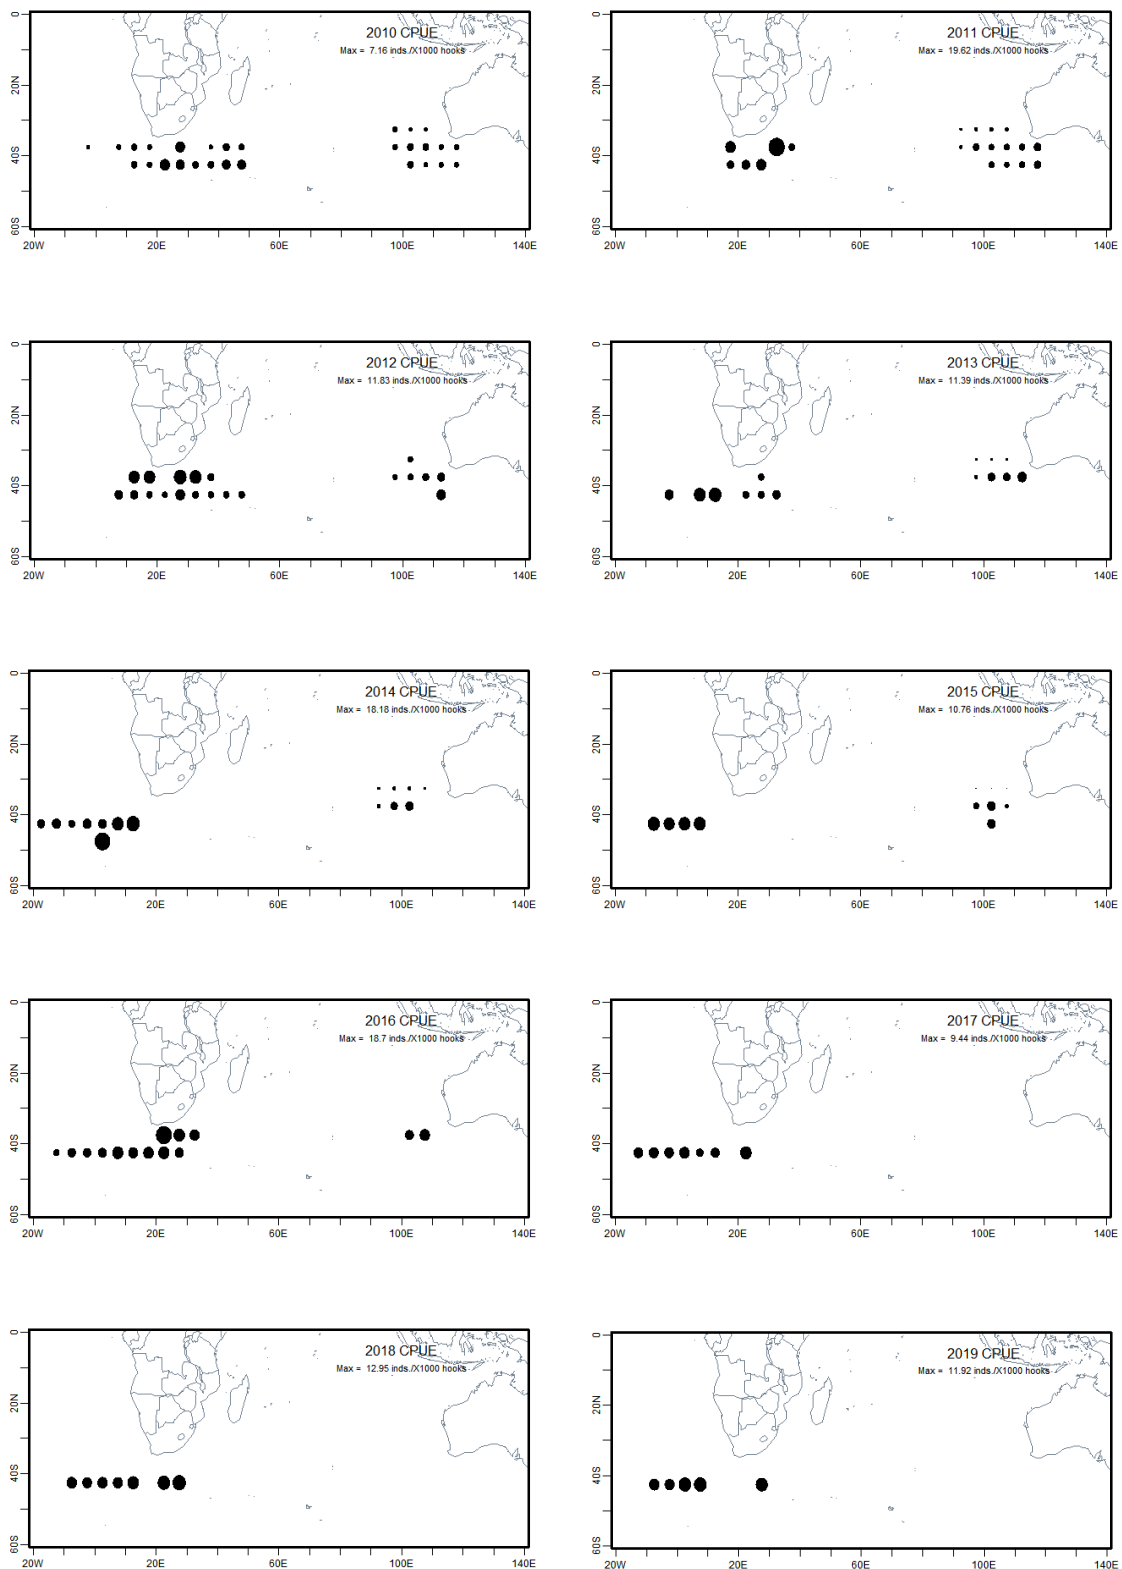 2010 CPUE
Max = 7.16 inds./X1000 hooks
0
20N
40S
60S
20W 20E 60E 100E 140E
2011 CPUE
Max = 19.62 inds./X1000 hooks
0
20N
40S
60S
20W 20E 60E 100E 140E
2012 CPUE
Max = 11.83 inds./X1000 hooks
0
20N
40S
60S
20W 20E 60E 100E 140E
2013 CPUE
Max = 11.39 inds./X1000 hooks
0
20N
40S
60S
20W 20E 60E 100E 140E
2014 CPUE
Max = 18.18 inds./X1000 hooks
0
20N
40S
60S
20W 20E 60E 100E 140E
2015 CPUE
Max = 10.76 inds./X1000 hooks
0
20N
40S
60S
20W 20E 60E 100E 140E
2016 CPUE
Max = 18.7 inds./X1000 hooks
0
20N
40S
60S
20W 20E 60E 100E 140E
2017 CPUE
Max = 9.44 inds./X1000 hooks
0
20N
40S
60S
20W 20E 60E 100E 140E
2018 CPUE
Max = 12.95 inds./X1000 hooks
0
20N
40S
60S
20W 20E 60E 100E 140E
2019 CPUE
Max = 11.92 inds./X1000 hooks
0
20N
40S
60S
20W 20E 60E 100E 140E